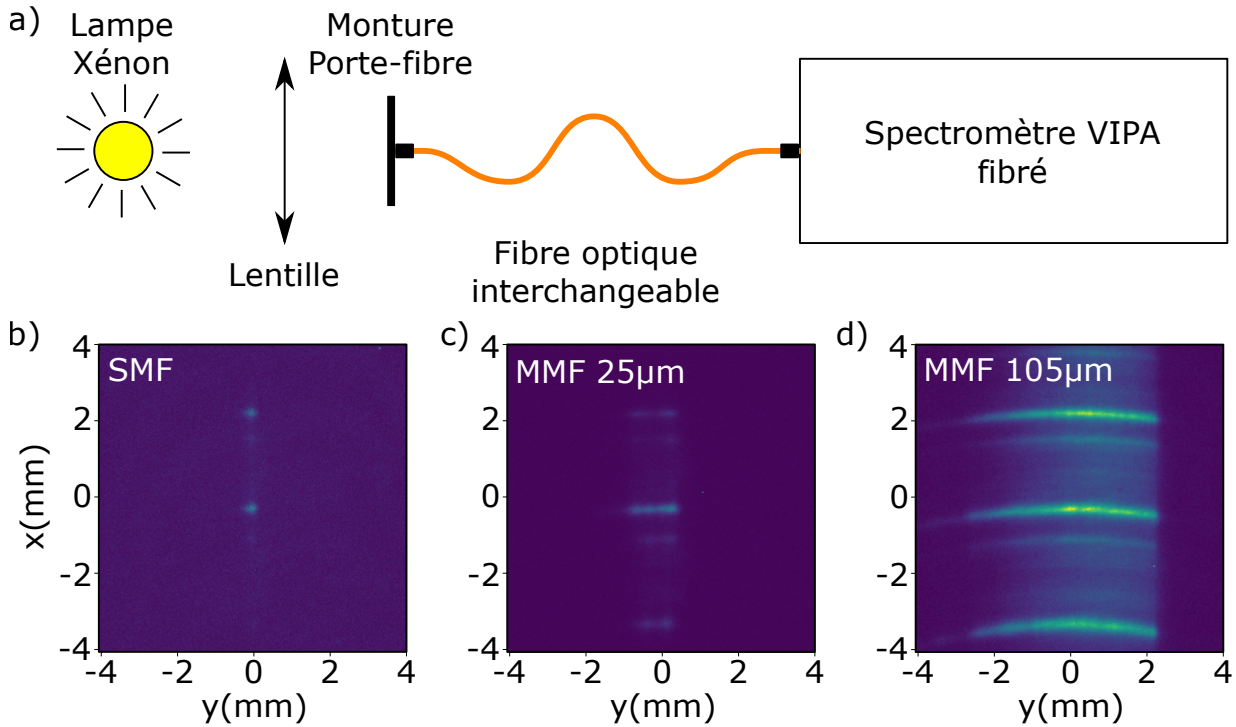 a)
Lampe
Xénon
Monture
Porte-fibre
Lentille
Fibre optique
interchangeable
Spectromètre VIPA
fibré
b)
SMF
x(mm)
4
2
0
-2
-4
-4
-2
0
2
4
y(mm)
c)
MMF 25µm
4
2
0
-2
-4
-4
-2
0
2
4
y(mm)
d)
MMF 105µm
4
2
0
-2
-4
-4
-2
0
2
4
y(mm)